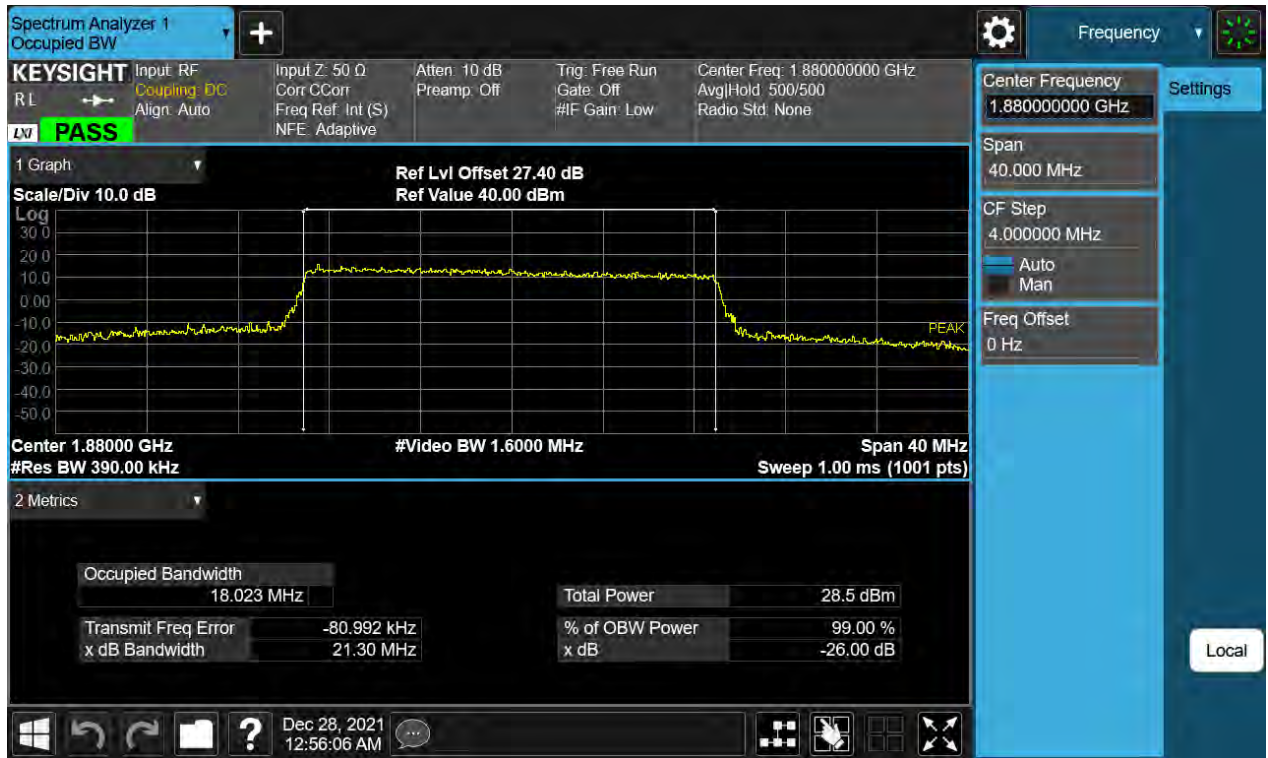 Spectrum Analyzer 1
Occupied BW
+
Frequency
KEYSIGHT
RL
LXI PASS
Input: RF
Coupling: DC
Align: Auto
Input Z: 50 Ω
Corr CCorr
Freq Ref: Int (S)
NFE: Adaptive
Atten: 10 dB
Preamp: Off
Trig: Free Run
Gate: Off
#IF Gain: Low
Center Freq: 1.880000000 GHz
Avg|Hold: 500/500
Radio Std: None
Center Frequency
1.880000000 GHz
Settings
Span
40.000 MHz
CF Step
4.000000 MHz
Auto
Man
Freq Offset
0 Hz
1 Graph
Ref Lvl Offset 27.40 dB
Scale/Div 10.0 dB
Ref Value 40.00 dBm
Log
30.0
20.0
10.0
0.00
-10.0
-20.0
-30.0
-40.0
-50.0
PEAK
Center 1.88000 GHz
#Video BW 1.6000 MHz
Span 40 MHz
#Res BW 390.00 kHz
Sweep 1.00 ms (1001 pts)
2 Metrics
Occupied Bandwidth
18.023 MHz
Total Power 28.5 dBm
Transmit Freq Error -80.992 kHz
% of OBW Power 99.00 %
x dB Bandwidth 21.30 MHz
x dB -26.00 dB
Local
?
Dec 28, 2021
12:56:06 AM